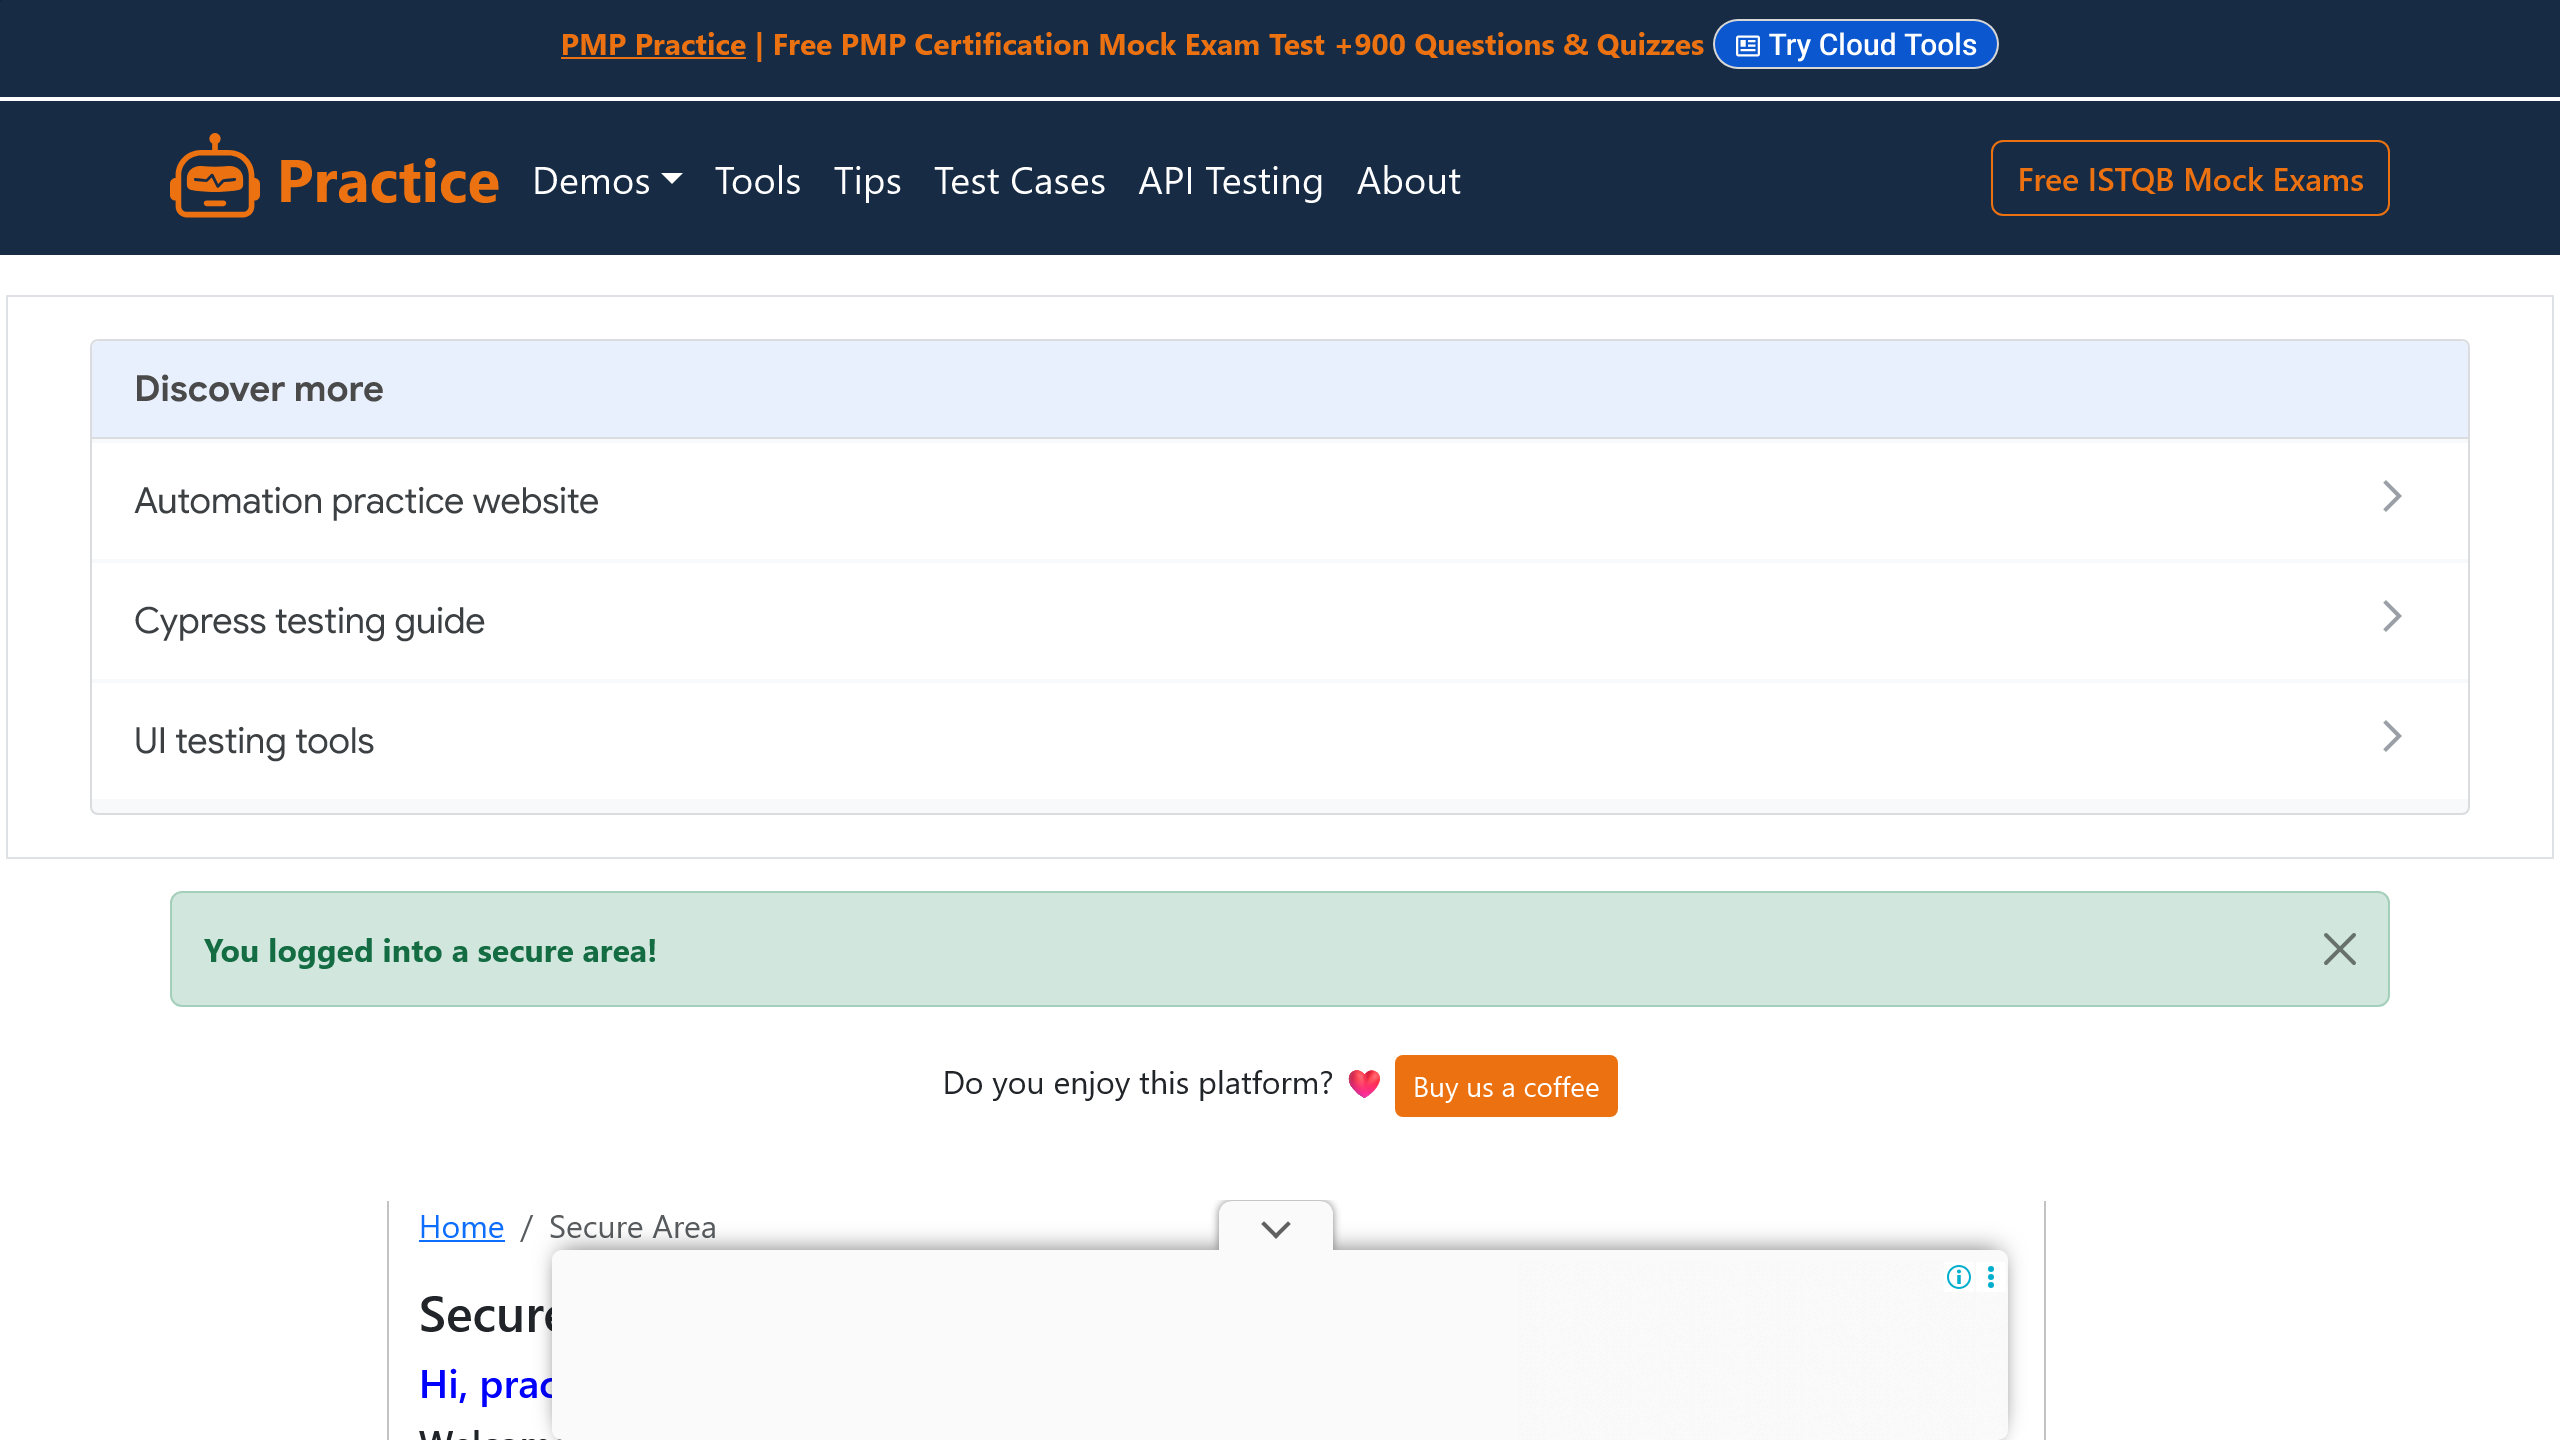 PMP Practice | Free PMP Certification Mock Exam Test +900 Questions & Quizzes Try Cloud Tools
Practice Demos Tools Tips Test Cases API Testing About Free ISTQB Mock Exams
Discover more
Automation practice website
Cypress testing guide
UI testing tools
You logged into a secure area!
Do you enjoy this platform? Buy us a coffee
Home / Secure Area
Secure
Hi,